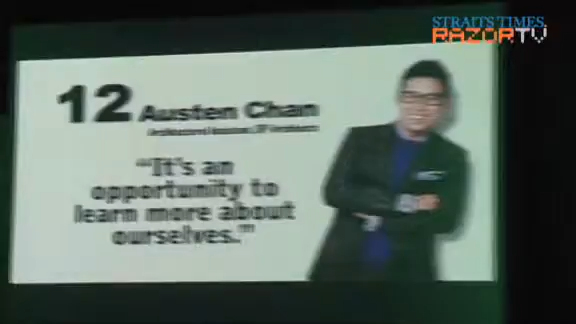 STRAITS TIMES
RAZORTV
12 Austen Chan
"It's an
opportunity to
learn more about
ourselves."